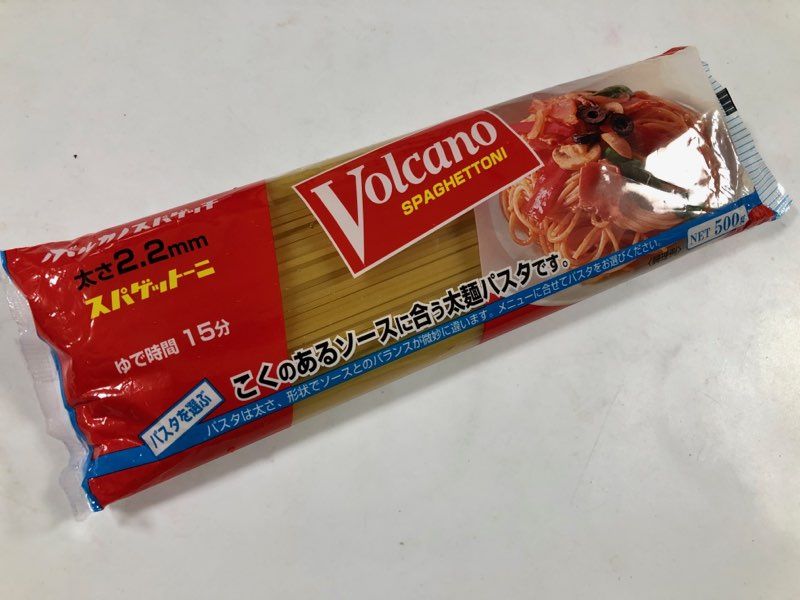 Volcano
SPAGHETTONI
ボルカノスパゲッチ
太さ2.2mm
スパゲットーニ
ゆで時間 15分
パスタを選ぶ
こくのあるソースに合う太麺パスタです。
パスタは太さ、形状でソースとのバランスが微妙に違います。メニューに合せてパスタをお選びください。
NET 500g